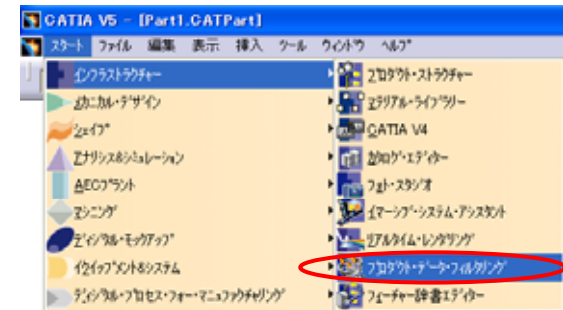 CATIA V5 - [Part1.CATPart]
スタート ファイル 編集 表示 挿入 ツール ウィンドウ ヘルプ
インフラストラクチャー
メカニカル・デザイン
シェイプ
アナリシス&シミュレーション
AECプラント
マシニング
デジタル・モックアップ
イクイップメント&システム
デジタル・プロセス・フォー・マニュファクチャリング
プロダクト・ストラクチャー
マテリアル・ライブラリー
CATIA V4
カタログ・エディター
フォト・スタジオ
イマーシブ・システム・アシスタント
リアルタイム・レンダリング
プロダクト・データ・フィルタリング
フィーチャー辞書エディター